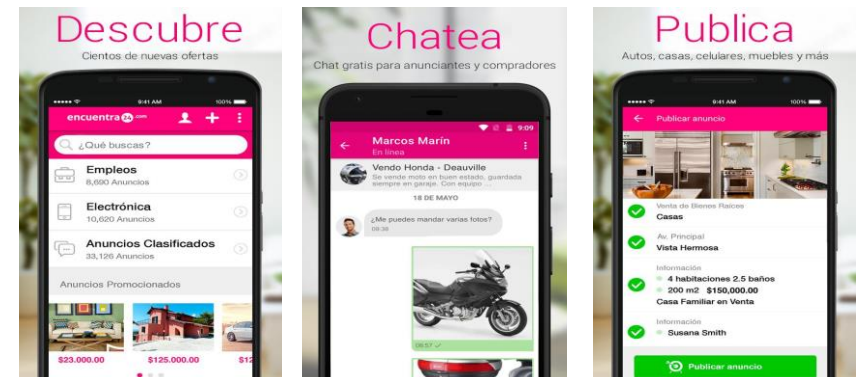 Descubre
Cientos de nuevas ofertas
9:41 AM
100%
encuentra24.com
¿Qué buscas?
Empleos
8,690 Anuncios
Electrónica
10,620 Anuncios
Anuncios Clasificados
33,126 Anuncios
Anuncios Promocionados
$23.000.00
$125.000.00
$12
Chatea
Chat gratis para anunciantes y compradores
9:09
Marcos Marín
En línea
Vendo Honda - Deauville
Se vende moto en buen estado, guardada
siempre en garaje. Con equipo ...
18 DE MAYO
¿Me puedes mandar varias fotos?
08:36
08:57
Publica
Autos, casas, celulares, muebles y más
9:41 AM
100%
Publicar anuncio
Venta de Bienes Raíces
Casas
Av. Principal
Vista Hermosa
Información
4 habitaciones 2.5 baños
200 m2 $150,000.00
Casa Familiar en Venta
Información
Susana Smith
Publicar anuncio